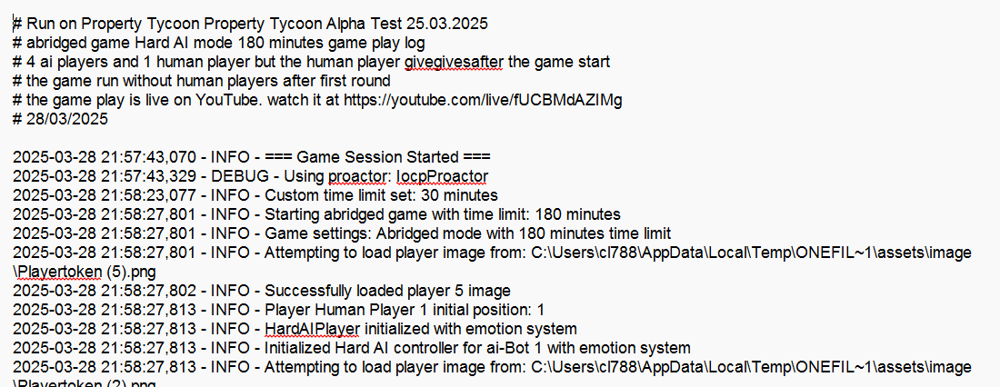 # Run on Property Tycoon Property Tycoon Alpha Test 25.03.2025
# abridged game Hard AI mode 180 minutes game play log
# 4 ai players and 1 human player but the human player givegivesafter the game start
# the game run without human players after first round
# the game play is live on YouTube. watch it at https://youtube.com/live/fUCBMdAZIMg
# 28/03/2025
2025-03-28 21:57:43,070 - INFO - === Game Session Started ===
2025-03-28 21:57:43,329 - DEBUG - Using proactor: IocpProactor
2025-03-28 21:58:23,077 - INFO - Custom time limit set: 30 minutes
2025-03-28 21:58:27,801 - INFO - Starting abridged game with time limit: 180 minutes
2025-03-28 21:58:27,801 - INFO - Game settings: Abridged mode with 180 minutes time limit
2025-03-28 21:58:27,801 - INFO - Attempting to load player image from: C:\Users\cl788\AppData\Local\Temp\ONEFIL~1\assets\image
\Playertoken (5).png
2025-03-28 21:58:27,802 - INFO - Successfully loaded player 5 image
2025-03-28 21:58:27,813 - INFO - Player Human Player 1 initial position: 1
2025-03-28 21:58:27,813 - INFO - HardAIPlayer initialized with emotion system
2025-03-28 21:58:27,813 - INFO - Initialized Hard AI controller for ai-Bot 1 with emotion system
2025-03-28 21:58:27,813 - INFO - Attempting to load player image from: C:\Users\cl788\AppData\Local\Temp\ONEFIL~1\assets\image
\Playertoken (2).png